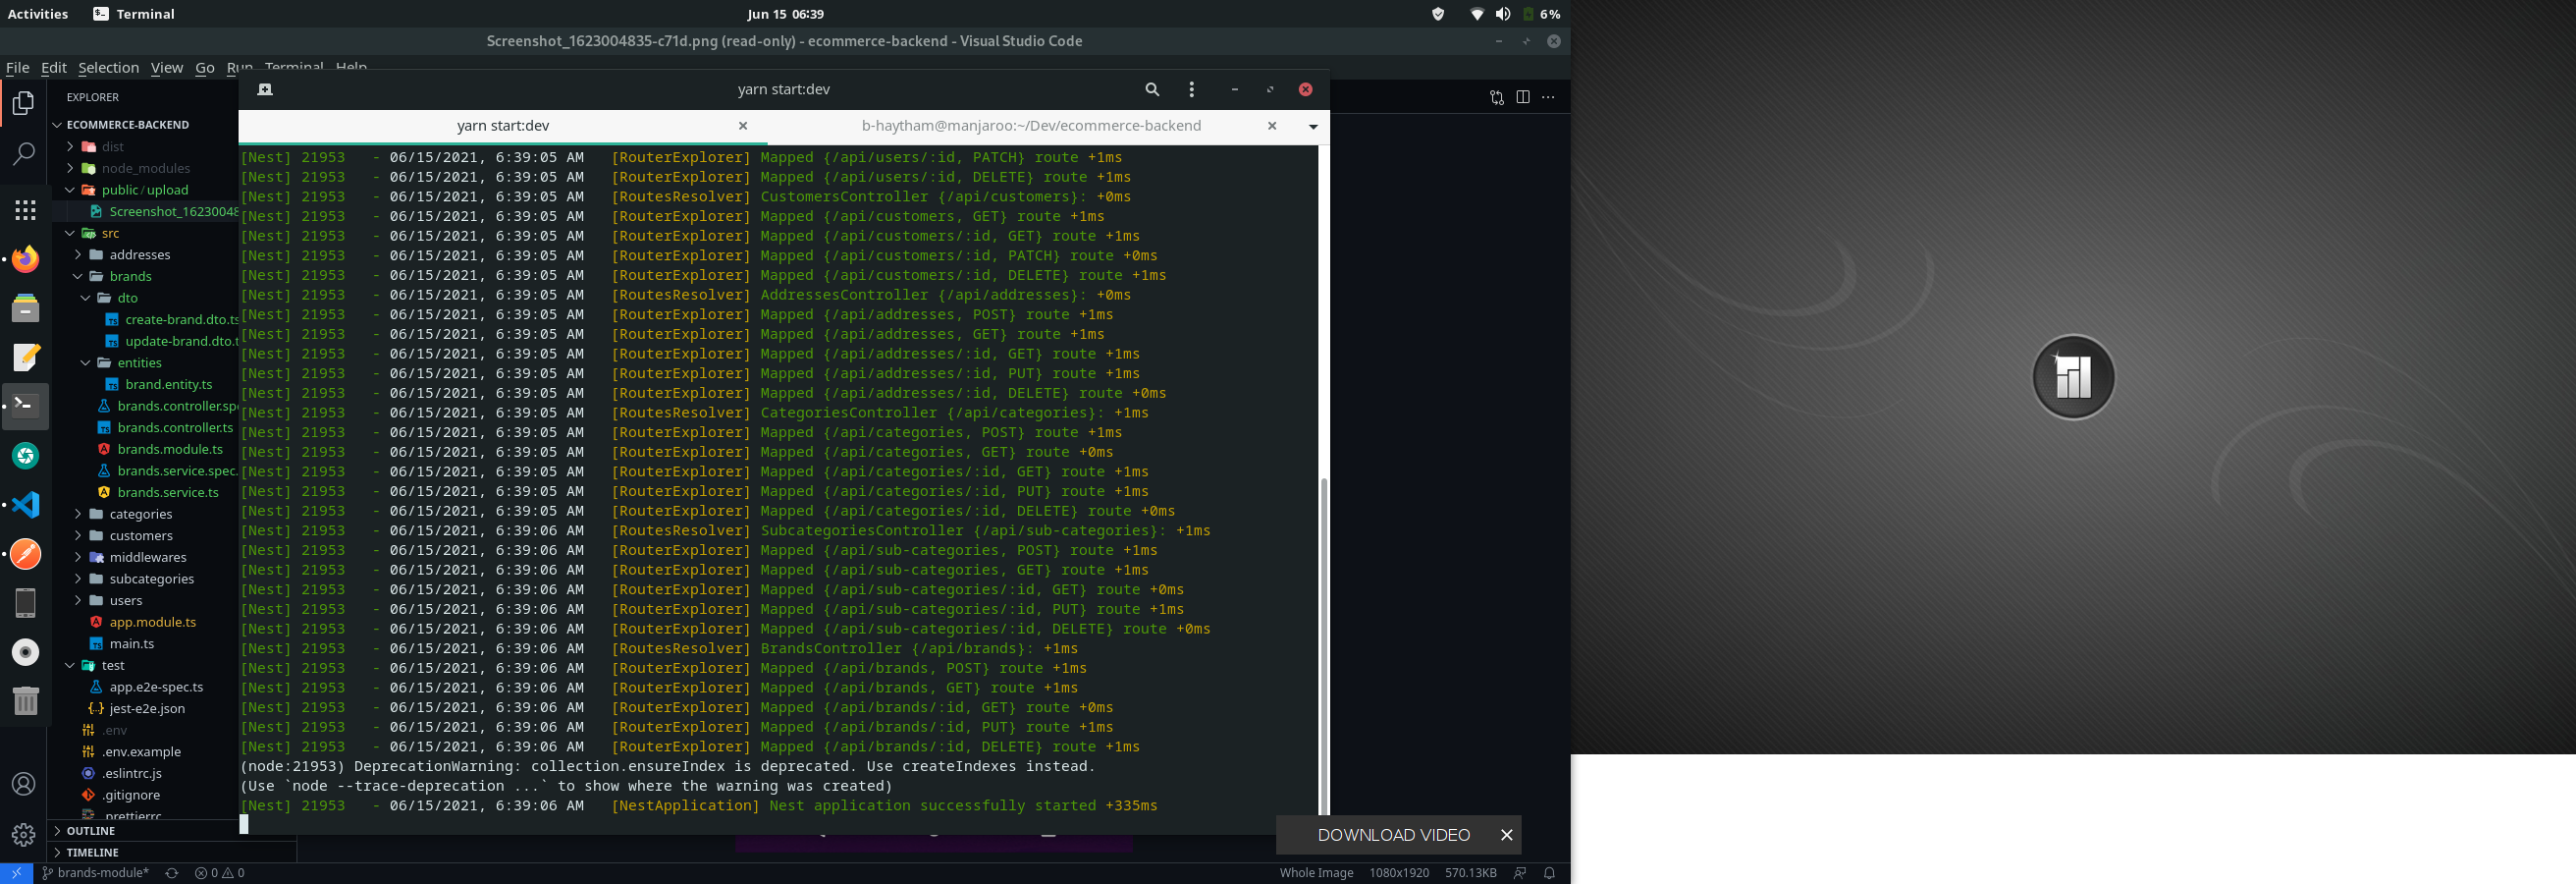 Activities Terminal Jun 15 06:39 6%
Screenshot_1623004835-c71d.png (read-only) - ecommerce-backend - Visual Studio Code
File Edit Selection View Go Run Terminal Help
EXPLORER
ECOMMERCE-BACKEND
dist
node_modules
public/upload
Screenshot_16230048
src
addresses
brands
dto
create-brand.dto.ts
update-brand.dto.t
entities
brand.entity.ts
brands.controller.spe
brands.controller.ts
brands.module.ts
brands.service.spec.
brands.service.ts
categories
customers
middlewares
subcategories
users
app.module.ts
main.ts
test
app.e2e-spec.ts
jest-e2e.json
.env
.env.example
.eslintrc.js
.gitignore
.prettierrc
OUTLINE
TIMELINE
yarn start:dev
yarn start:dev b-haytham@manjaroo:~/Dev/ecommerce-backend
[Nest] 21953 - 06/15/2021, 6:39:05 AM [RouterExplorer] Mapped {/api/users/:id, PATCH} route +1ms
[Nest] 21953 - 06/15/2021, 6:39:05 AM [RouterExplorer] Mapped {/api/users/:id, DELETE} route +1ms
[Nest] 21953 - 06/15/2021, 6:39:05 AM [RoutesResolver] CustomersController {/api/customers}: +0ms
[Nest] 21953 - 06/15/2021, 6:39:05 AM [RouterExplorer] Mapped {/api/customers, GET} route +1ms
[Nest] 21953 - 06/15/2021, 6:39:05 AM [RouterExplorer] Mapped {/api/customers/:id, GET} route +1ms
[Nest] 21953 - 06/15/2021, 6:39:05 AM [RouterExplorer] Mapped {/api/customers/:id, PATCH} route +0ms
[Nest] 21953 - 06/15/2021, 6:39:05 AM [RouterExplorer] Mapped {/api/customers/:id, DELETE} route +1ms
[Nest] 21953 - 06/15/2021, 6:39:05 AM [RoutesResolver] AddressesController {/api/addresses}: +0ms
[Nest] 21953 - 06/15/2021, 6:39:05 AM [RouterExplorer] Mapped {/api/addresses, POST} route +1ms
[Nest] 21953 - 06/15/2021, 6:39:05 AM [RouterExplorer] Mapped {/api/addresses, GET} route +1ms
[Nest] 21953 - 06/15/2021, 6:39:05 AM [RouterExplorer] Mapped {/api/addresses/:id, GET} route +1ms
[Nest] 21953 - 06/15/2021, 6:39:05 AM [RouterExplorer] Mapped {/api/addresses/:id, PUT} route +1ms
[Nest] 21953 - 06/15/2021, 6:39:05 AM [RouterExplorer] Mapped {/api/addresses/:id, DELETE} route +0ms
[Nest] 21953 - 06/15/2021, 6:39:05 AM [RoutesResolver] CategoriesController {/api/categories}: +1ms
[Nest] 21953 - 06/15/2021, 6:39:05 AM [RouterExplorer] Mapped {/api/categories, POST} route +1ms
[Nest] 21953 - 06/15/2021, 6:39:05 AM [RouterExplorer] Mapped {/api/categories, GET} route +0ms
[Nest] 21953 - 06/15/2021, 6:39:05 AM [RouterExplorer] Mapped {/api/categories/:id, GET} route +1ms
[Nest] 21953 - 06/15/2021, 6:39:05 AM [RouterExplorer] Mapped {/api/categories/:id, PUT} route +1ms
[Nest] 21953 - 06/15/2021, 6:39:05 AM [RouterExplorer] Mapped {/api/categories/:id, DELETE} route +0ms
[Nest] 21953 - 06/15/2021, 6:39:06 AM [RoutesResolver] SubcategoriesController {/api/sub-categories}: +1ms
[Nest] 21953 - 06/15/2021, 6:39:06 AM [RouterExplorer] Mapped {/api/sub-categories, POST} route +1ms
[Nest] 21953 - 06/15/2021, 6:39:06 AM [RouterExplorer] Mapped {/api/sub-categories, GET} route +1ms
[Nest] 21953 - 06/15/2021, 6:39:06 AM [RouterExplorer] Mapped {/api/sub-categories/:id, GET} route +0ms
[Nest] 21953 - 06/15/2021, 6:39:06 AM [RouterExplorer] Mapped {/api/sub-categories/:id, PUT} route +1ms
[Nest] 21953 - 06/15/2021, 6:39:06 AM [RouterExplorer] Mapped {/api/sub-categories/:id, DELETE} route +0ms
[Nest] 21953 - 06/15/2021, 6:39:06 AM [RoutesResolver] BrandsController {/api/brands}: +1ms
[Nest] 21953 - 06/15/2021, 6:39:06 AM [RouterExplorer] Mapped {/api/brands, POST} route +1ms
[Nest] 21953 - 06/15/2021, 6:39:06 AM [RouterExplorer] Mapped {/api/brands, GET} route +1ms
[Nest] 21953 - 06/15/2021, 6:39:06 AM [RouterExplorer] Mapped {/api/brands/:id, GET} route +0ms
[Nest] 21953 - 06/15/2021, 6:39:06 AM [RouterExplorer] Mapped {/api/brands/:id, PUT} route +1ms
[Nest] 21953 - 06/15/2021, 6:39:06 AM [RouterExplorer] Mapped {/api/brands/:id, DELETE} route +1ms
(node:21953) DeprecationWarning: collection.ensureIndex is deprecated. Use createIndexes instead.
(Use `node --trace-deprecation ...` to show where the warning was created)
[Nest] 21953 - 06/15/2021, 6:39:06 AM [NestApplication] Nest application successfully started +335ms
DOWNLOAD VIDEO
brands-module* 0 0 Whole Image 1080x1920 570.13KB